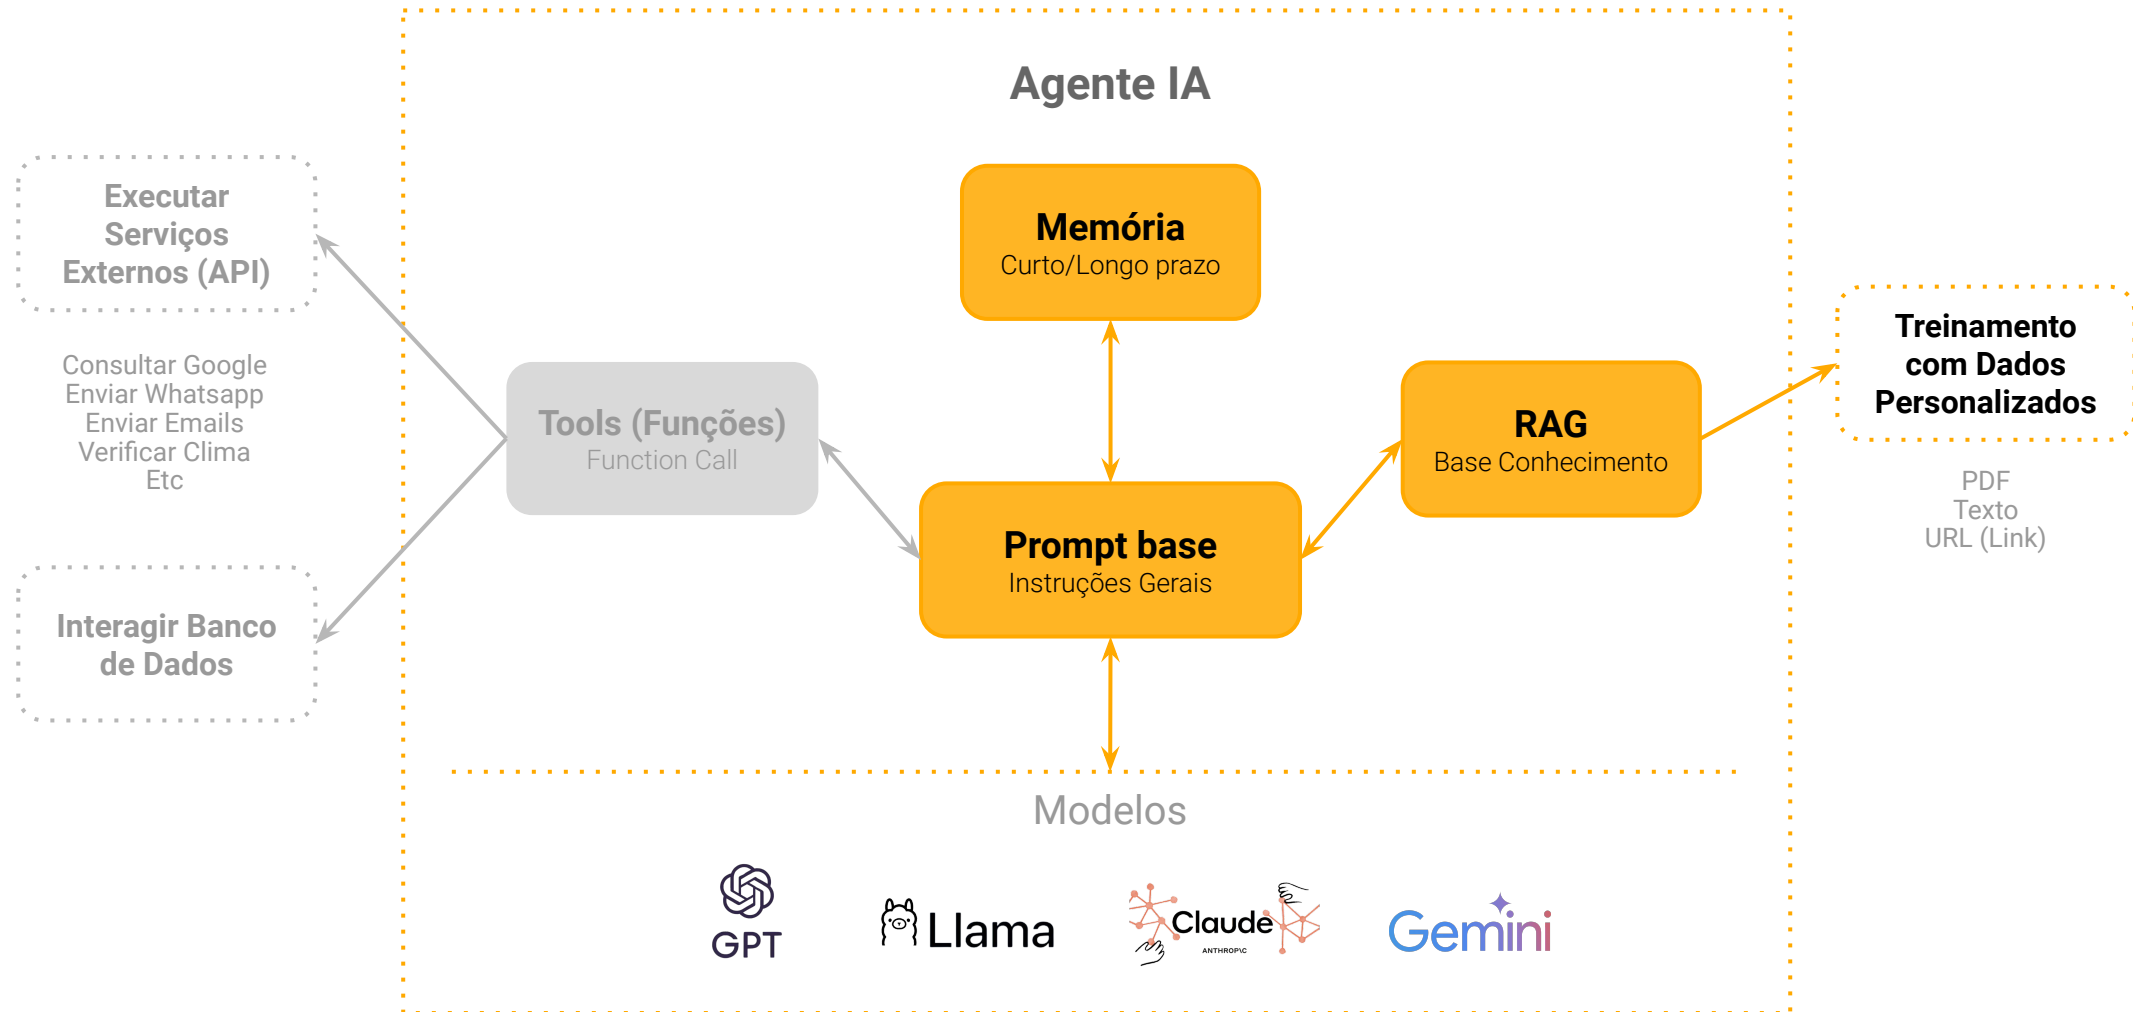 Agente IA
Executar
Serviços
Externos (API)
Consultar Google
Enviar Whatsapp
Enviar Emails
Verificar Clima
Etc
Interagir Banco
de Dados
Tools (Funções)
Function Call
Memória
Curto/Longo prazo
Prompt base
Instruções Gerais
RAG
Base Conhecimento
Treinamento
com Dados
Personalizados
PDF
Texto
URL (Link)
Modelos
GPT
Llama
Claude
ANTHROP\C
Gemini